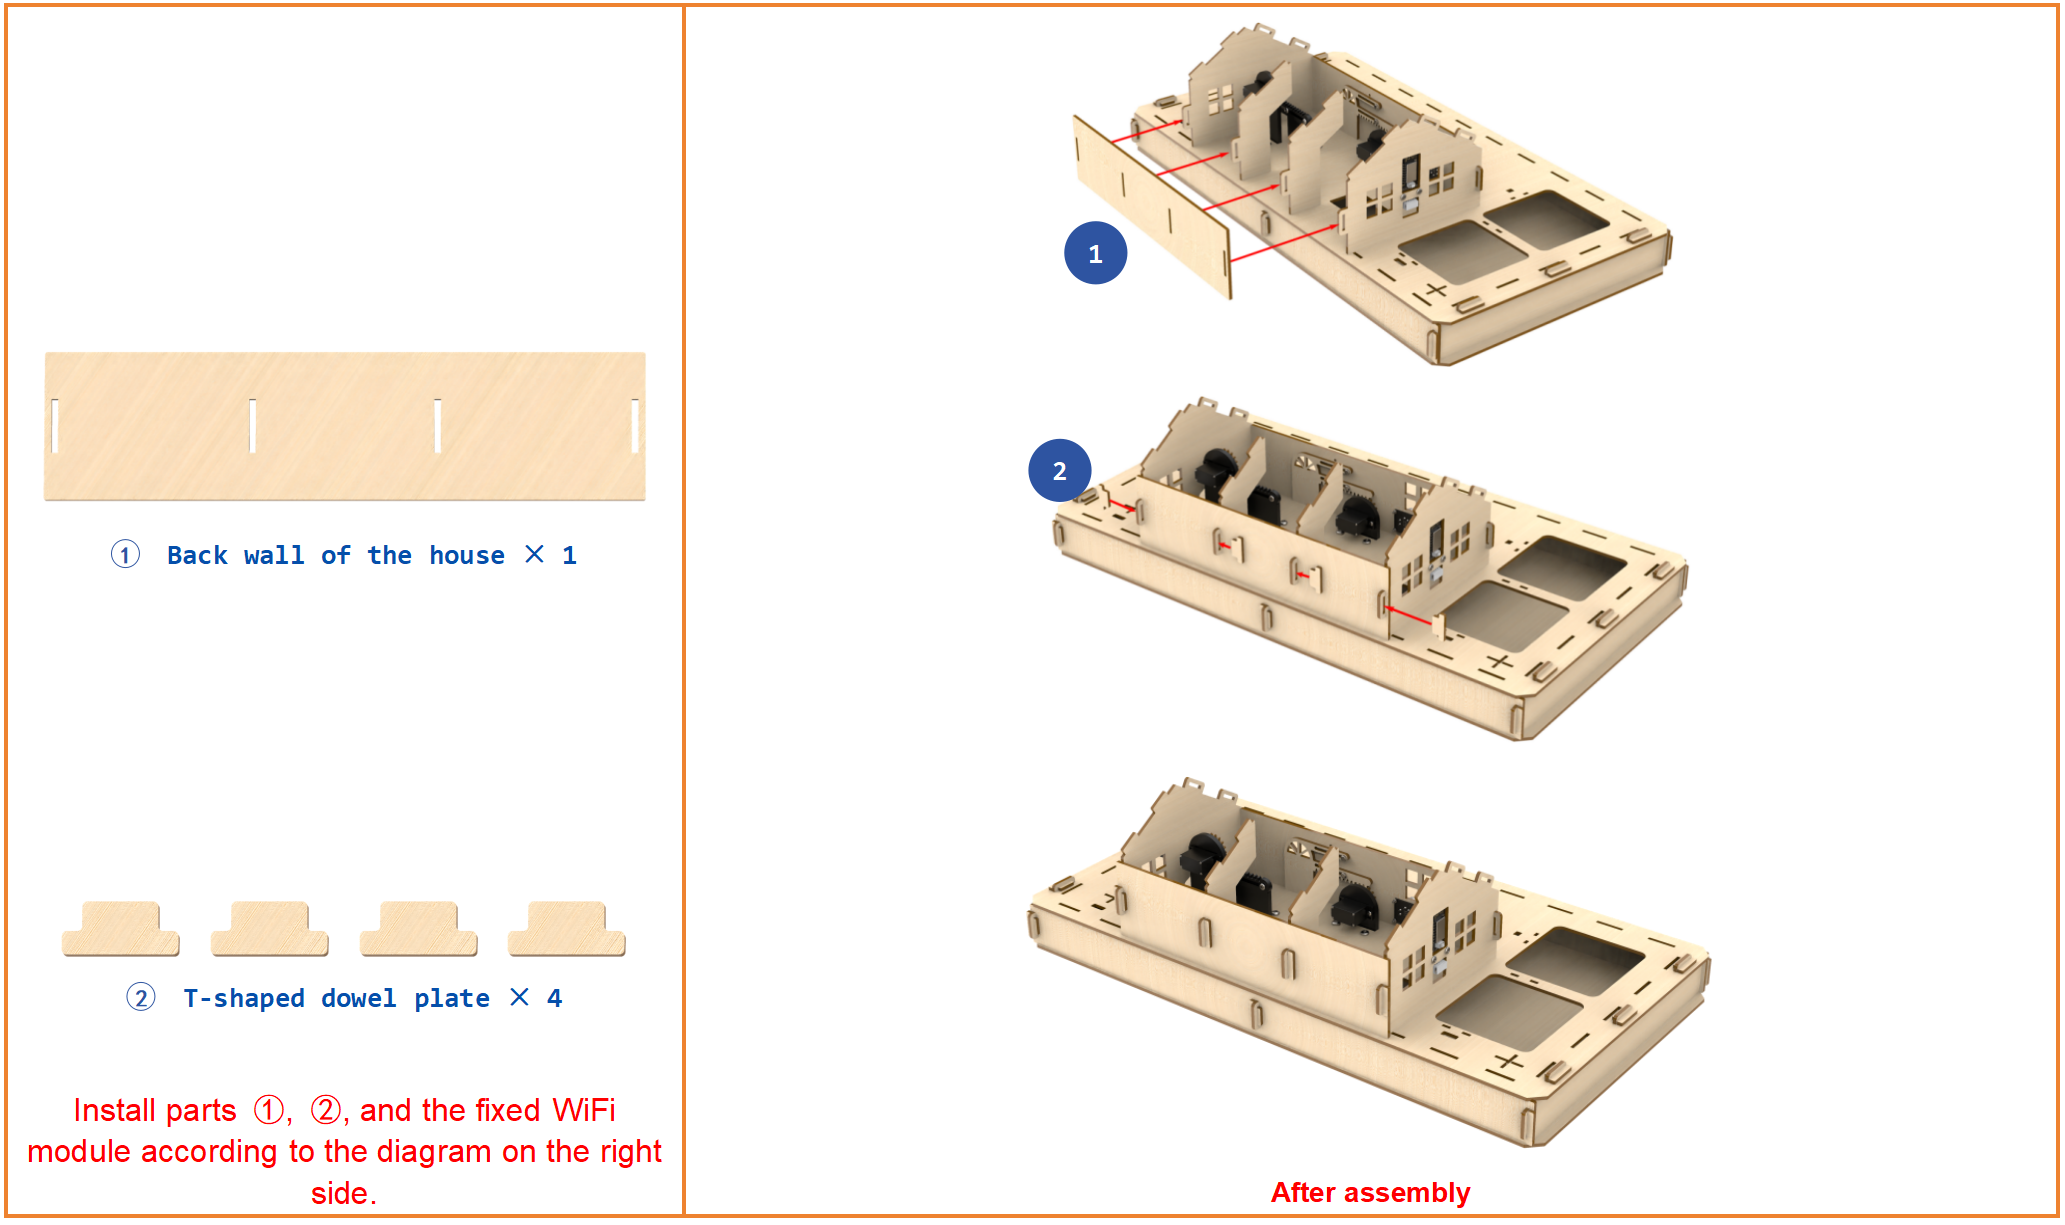 ① Back wall of the house × 1
② T-shaped dowel plate × 4
Install parts ①, ②, and the fixed WiFi
module according to the diagram on the right
side.
1
2
After assembly